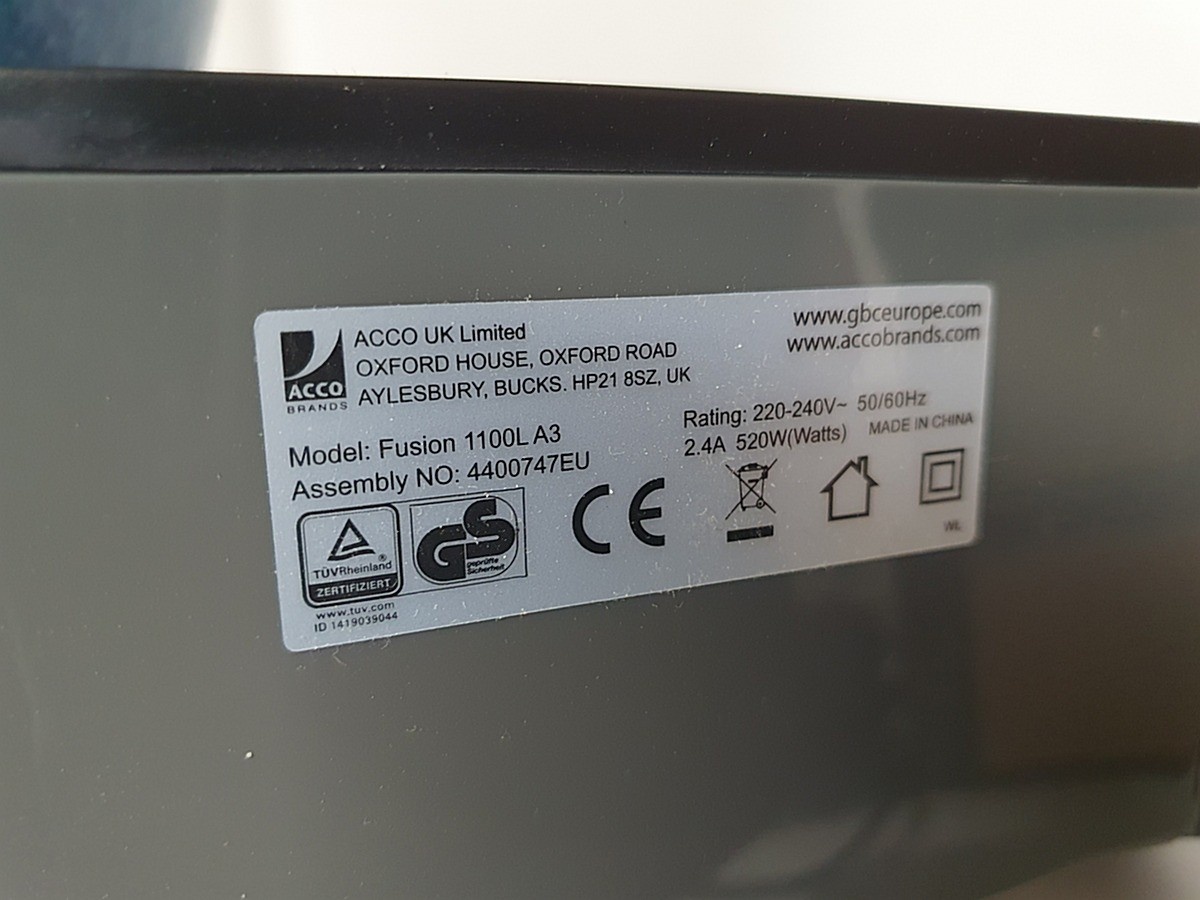 ACCO
BRANDS
ACCO UK Limited
OXFORD HOUSE, OXFORD ROAD
AYLESBURY, BUCKS. HP21 8SZ, UK
www.gbceurope.com
www.accobrands.com
Model: Fusion 1100L A3
Assembly NO: 4400747EU
Rating: 220-240V~ 50/60Hz
2.4A 520W(Watts) MADE IN CHINA
TÜVRheinland®
ZERTIFIZIERT
www.tuv.com
ID 1419039044
GS
geprüfte
Sicherheit
CE
WL